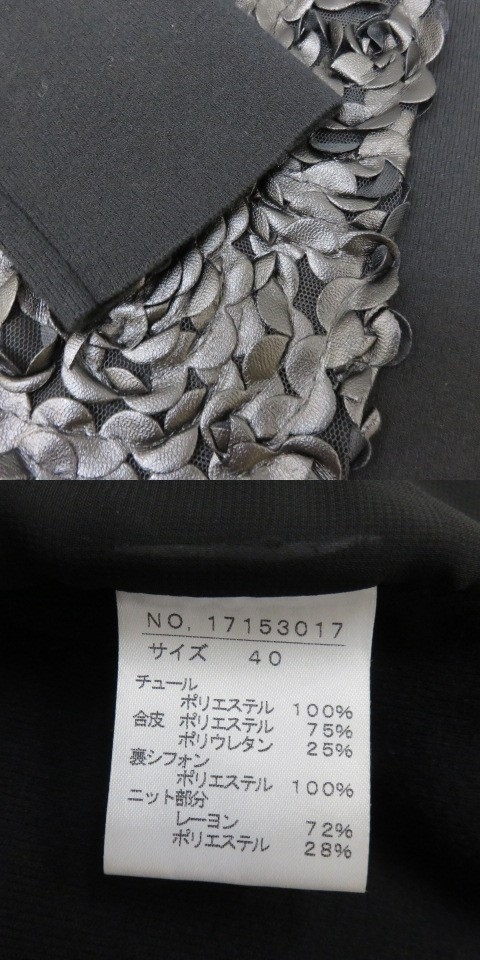 NO. 17153017
サイズ 40
チュール
ポリエステル 100%
合皮 ポリエステル 75%
ポリウレタン 25%
裏シフォン
ポリエステル 100%
ニット部分
レーヨン 72%
ポリエステル 28%